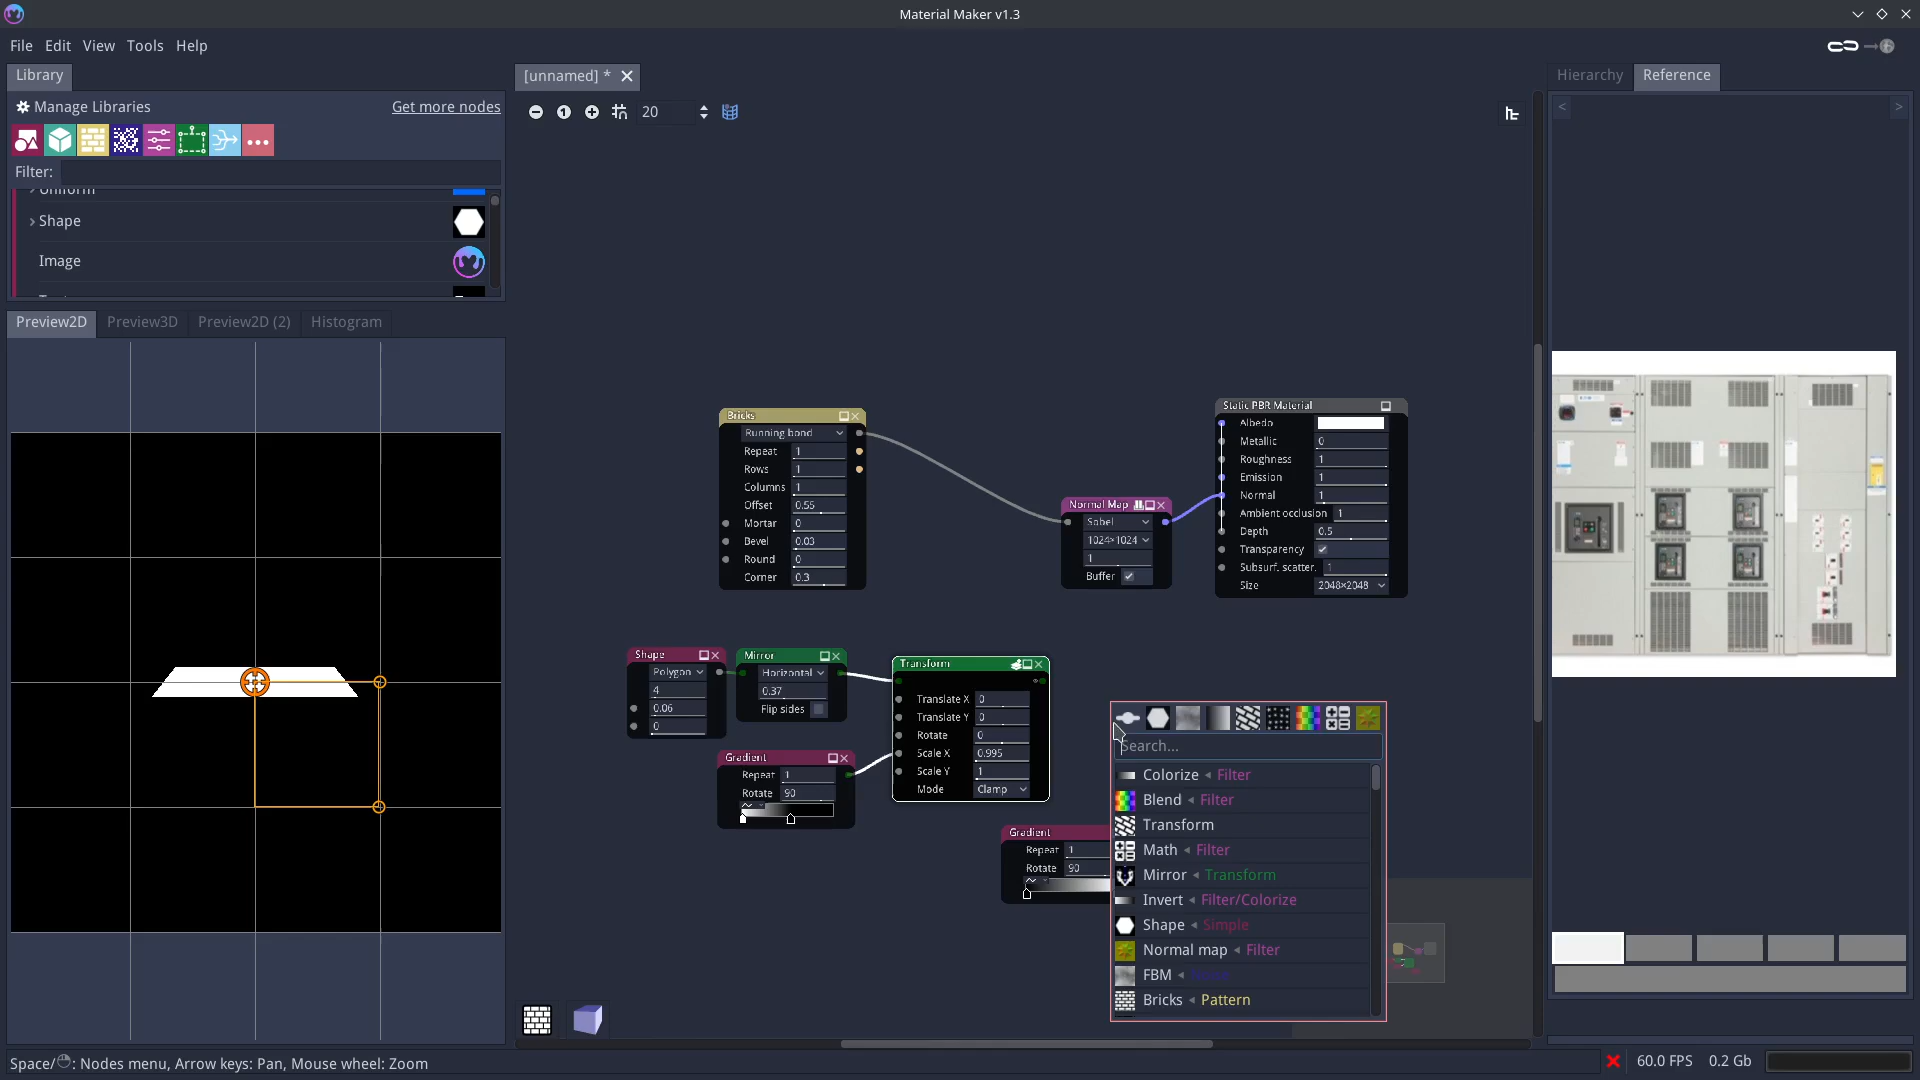 Material Maker v1.3
File Edit View Tools Help
Library
Manage Libraries
Get more nodes
Filter:
Uniform
Shape
Image
Preview2D Preview3D Preview2D (2) Histogram
[unnamed] *
20
Bricks
Running bond
Repeat 1
Rows 1
Columns 1
Offset 0.55
Mortar 0
Bevel 0.03
Round 0
Corner 0.3
Normal Map
Sobel
1024×1024
1
Buffer
Static PBR Material
Albedo
Metallic 0
Roughness 1
Emission 1
Normal 1
Ambient occlusion 1
Depth 0.5
Transparency
Subsurf. scatter. 1
Size 2048×2048
Shape
Polygon
4
0.06
0
Mirror
Horizontal
0.37
Flip sides
Transform
Translate X 0
Translate Y 0
Rotate 0
Scale X 0.995
Scale Y 1
Mode Clamp
Gradient
Repeat 1
Rotate 90
Gradient
Repeat 1
Rotate 90
Search...
Colorize Filter
Blend Filter
Transform
Math Filter
Mirror Transform
Invert Filter/Colorize
Shape Simple
Normal map Filter
FBM Noise
Bricks Pattern
Hierarchy Reference
< >
Space/ : Nodes menu, Arrow keys: Pan, Mouse wheel: Zoom
60.0 FPS 0.2 Gb